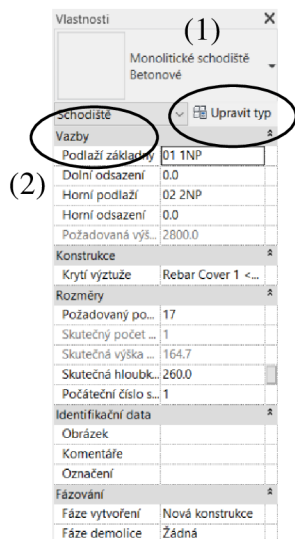 Vlastnosti
(1)
Monolitické schodiště
Betonové
Schodiště
Upravit typ
Vazby
(2)
Podlaží základny 01 1NP
Dolní odsazení 0.0
Horní podlaží 02 2NP
Horní odsazení 0.0
Požadovaná výš... 2800.0
Konstrukce
Krytí výztuže Rebar Cover 1 <...
Rozměry
Požadovaný po... 17
Skutečný počet ... 1
Skutečná výška ... 164.7
Skutečná hloubk... 260.0
Počáteční číslo s... 1
Identifikační data
Obrázek
Komentáře
Označení
Fázování
Fáze vytvoření Nová konstrukce
Fáze demolice Žádná